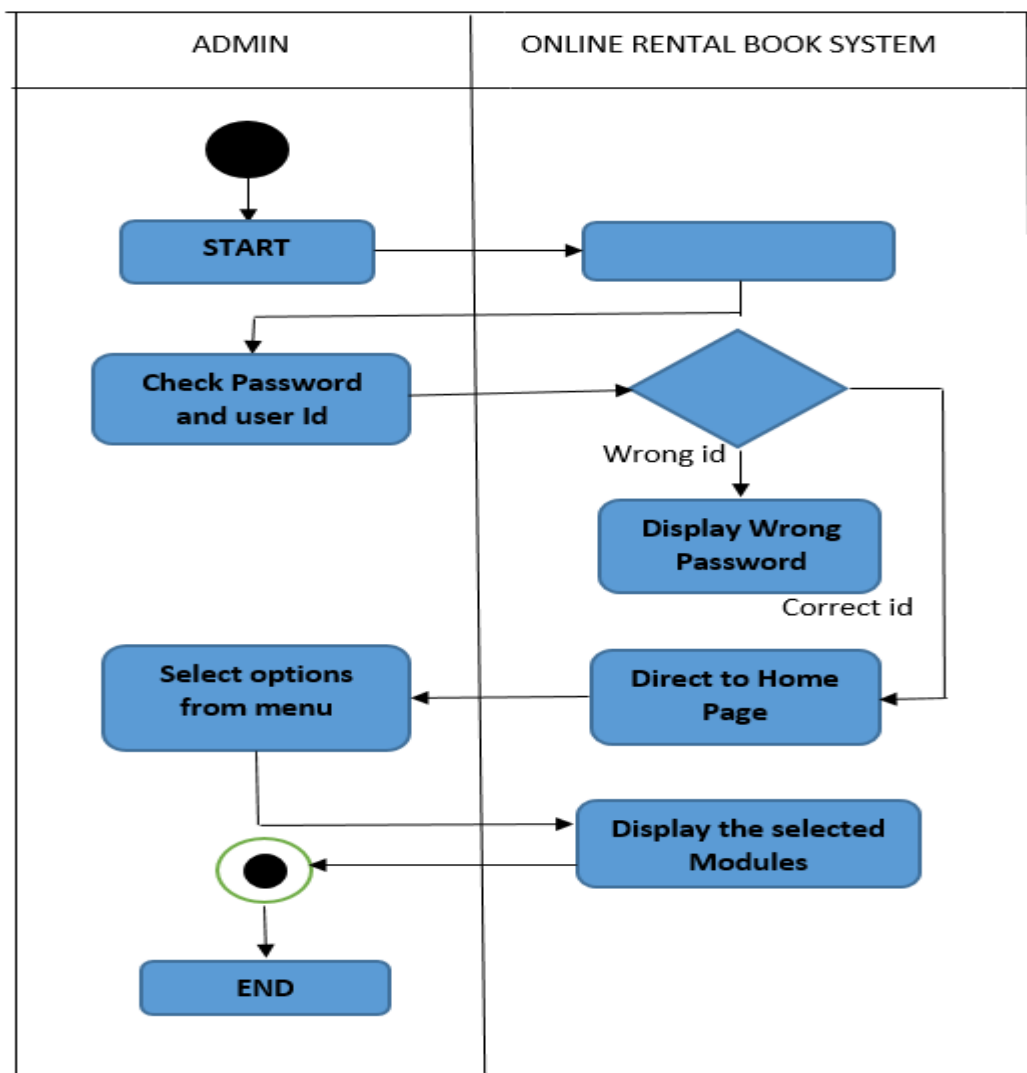 ADMIN
ONLINE RENTAL BOOK SYSTEM
START
Check Password
and user Id
Wrong id
Display Wrong
Password
Correct id
Select options
from menu
Direct to Home
Page
Display the selected
Modules
END